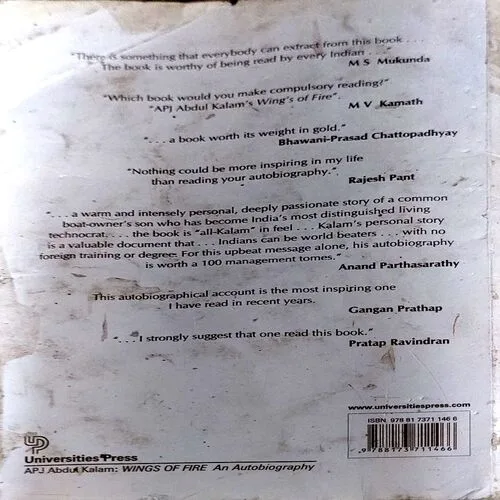 "There is something that everybody can extract from this book . . .
The book is worthy of being read by every Indian . . ."
M S Mukunda
"Which book would you make compulsory reading?"
"APJ Abdul Kalam's Wing's of Fire".
M V Kamath
". . . a book worth its weight in gold."
Bhawani-Prasad Chattopadhyay
"Nothing could be more inspiring in my life
than reading your autobiography."
Rajesh Pant
". . . a warm and intensely personal, deeply passionate story of a common
boat-owner's son who has become India's most distinguished living
technocrat. . . . the book is "all-Kalam" in feel . . . Kalam's personal story
is a valuable document that . . . Indians can be world beaters . . . with no
foreign training or degree. For this upbeat message alone, his autobiography
is worth a 100 management tomes."
Anand Parthasarathy
This autobiographical account is the most inspiring one
I have read in recent years.
Gangan Prathap
". . . I strongly suggest that one read this book."
Pratap Ravindran
www.universitiespress.com
ISBN 978 81 7371 146 6
9 788173 711466
UP
Universities Press
APJ Abdul Kalam: WINGS OF FIRE An Autobiography